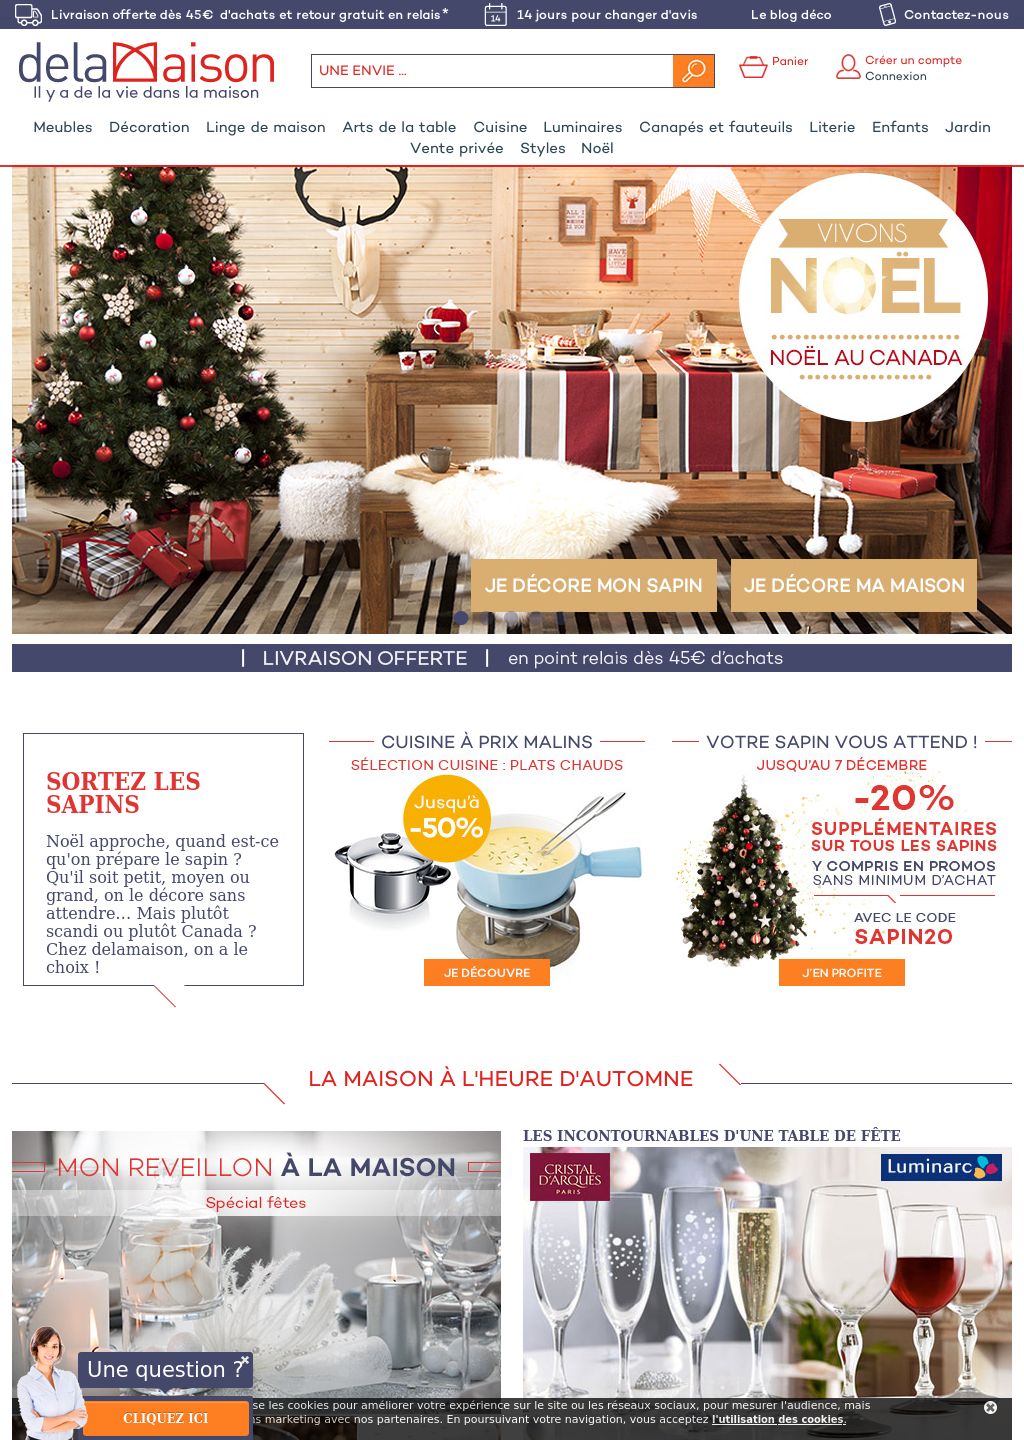 Livraison offerte dès 45€ d'achats et retour gratuit en relais*
14
14 jours pour changer d'avis
Le blog déco
Contactez-nous
delamaison
Il y a de la vie dans la maison
UNE ENVIE ...
Panier
Créer un compte
Connexion
Meubles Décoration Linge de maison Arts de la table Cuisine Luminaires Canapés et fauteuils Literie Enfants Jardin
Vente privée Styles Noël
VIVONS
NOËL
NOËL AU CANADA
JE DÉCORE MON SAPIN
JE DÉCORE MA MAISON
| LIVRAISON OFFERTE | en point relais dès 45€ d'achats
SORTEZ LES
SAPINS
Noël approche, quand est-ce
qu'on prépare le sapin ?
Qu'il soit petit, moyen ou
grand, on le décore sans
attendre... Mais plutôt
scandi ou plutôt Canada ?
Chez delamaison, on a le
choix !
CUISINE À PRIX MALINS
SÉLECTION CUISINE : PLATS CHAUDS
Jusqu'à
-50%
JE DÉCOUVRE
VOTRE SAPIN VOUS ATTEND !
JUSQU'AU 7 DÉCEMBRE
-20%
SUPPLÉMENTAIRES
SUR TOUS LES SAPINS
Y COMPRIS EN PROMOS
SANS MINIMUM D'ACHAT
AVEC LE CODE
SAPIN20
J'EN PROFITE
LA MAISON À L'HEURE D'AUTOMNE
MON REVEILLON À LA MAISON
Spécial fêtes
LES INCONTOURNABLES D'UNE TABLE DE FÊTE
CRISTAL
D'ARQUES
PARIS
Luminarc
Une question ?
CLIQUEZ ICI
se les cookies pour améliorer votre expérience sur le site ou les réseaux sociaux, pour mesurer l'audience, mais
marketing avec nos partenaires. En poursuivant votre navigation, vous acceptez l'utilisation des cookies.